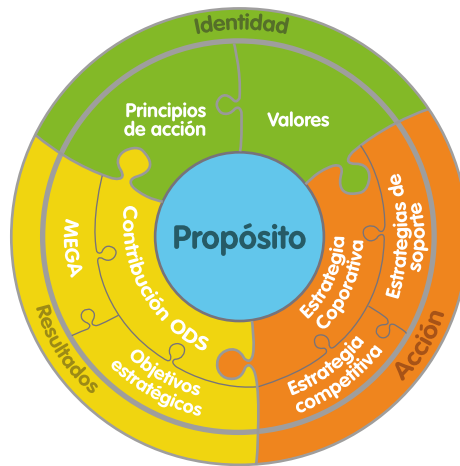 Identidad
Principios
de acción
Valores
Propósito
Estrategias de
soporte
Estrategia
Coporativa
Estrategia
competitiva
Acción
MEGA
Contribución ODS
Objetivos
estratégicos
Resultados